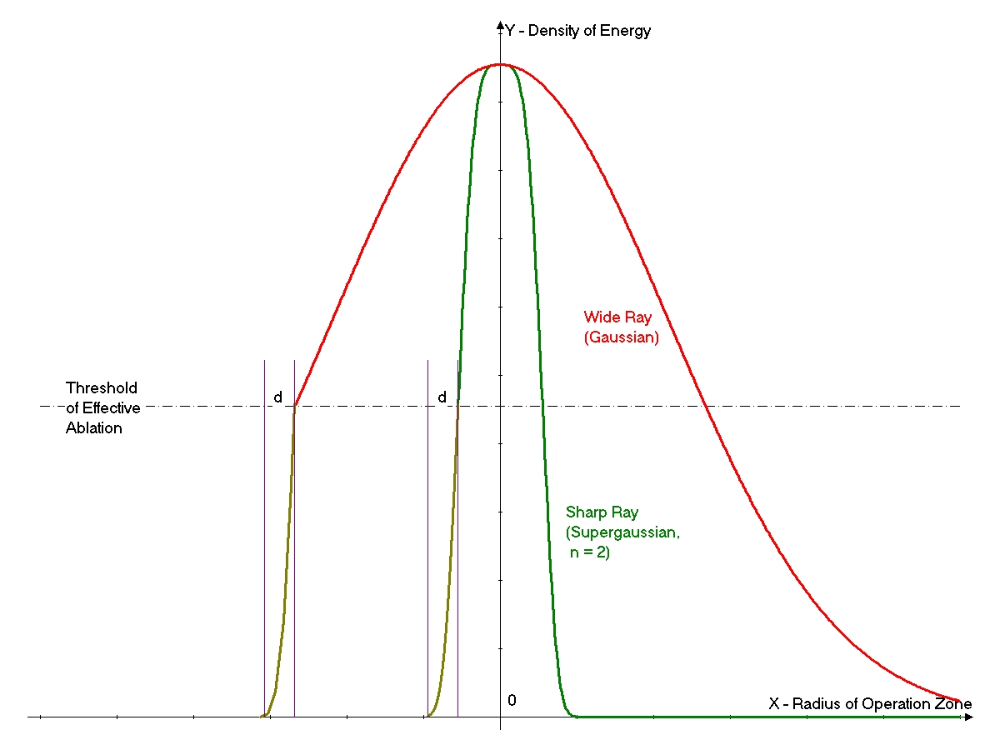 Y - Density of Energy
Wide Ray
(Gaussian)
Threshold
of Effective
Ablation
d
d
Sharp Ray
(Supergaussian,
n = 2)
0
X - Radius of Operation Zone